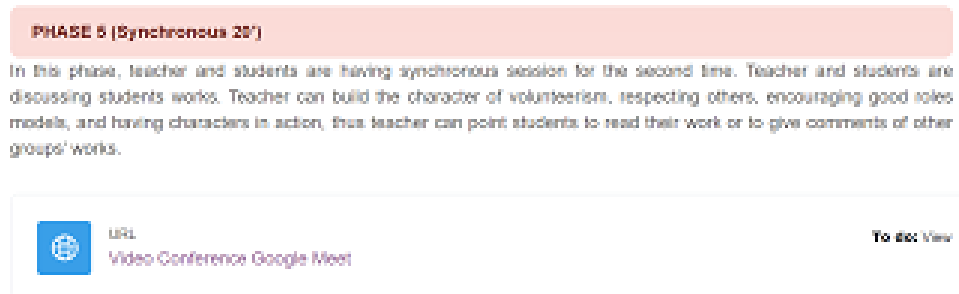 PHASE 5 (Synchronous 20')
In this phase, teacher and students are having synchronous session for the second time. Teacher and students are
discussing students works. Teacher can build the character of volunteerism, respecting others, encouraging good roles
models, and having characters in action, thus teacher can point students to read their work or to give comments of other
groups' works.
URL
Video Conference Google Meet
To do: View